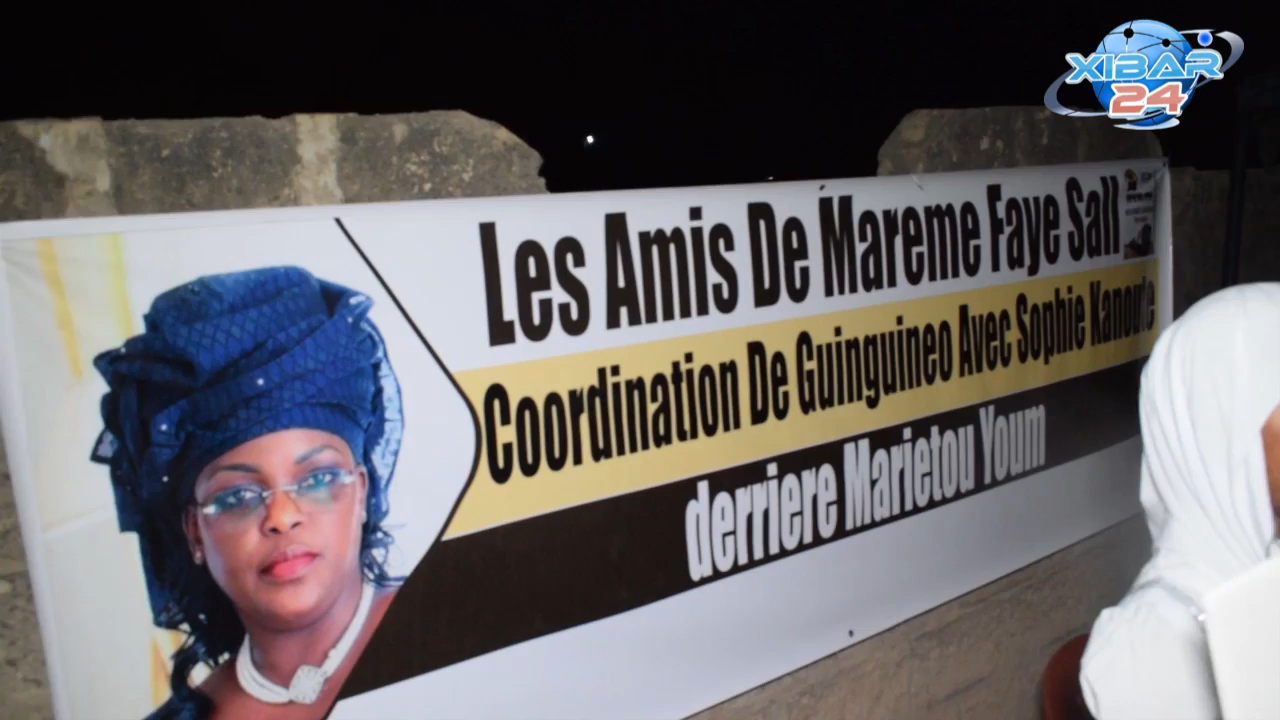 XIBAR
24
Les Amis De Mareme Faye Sall
Coordination De Guinguineo Avec Sophie Kanoute
derriere Marietou Youm